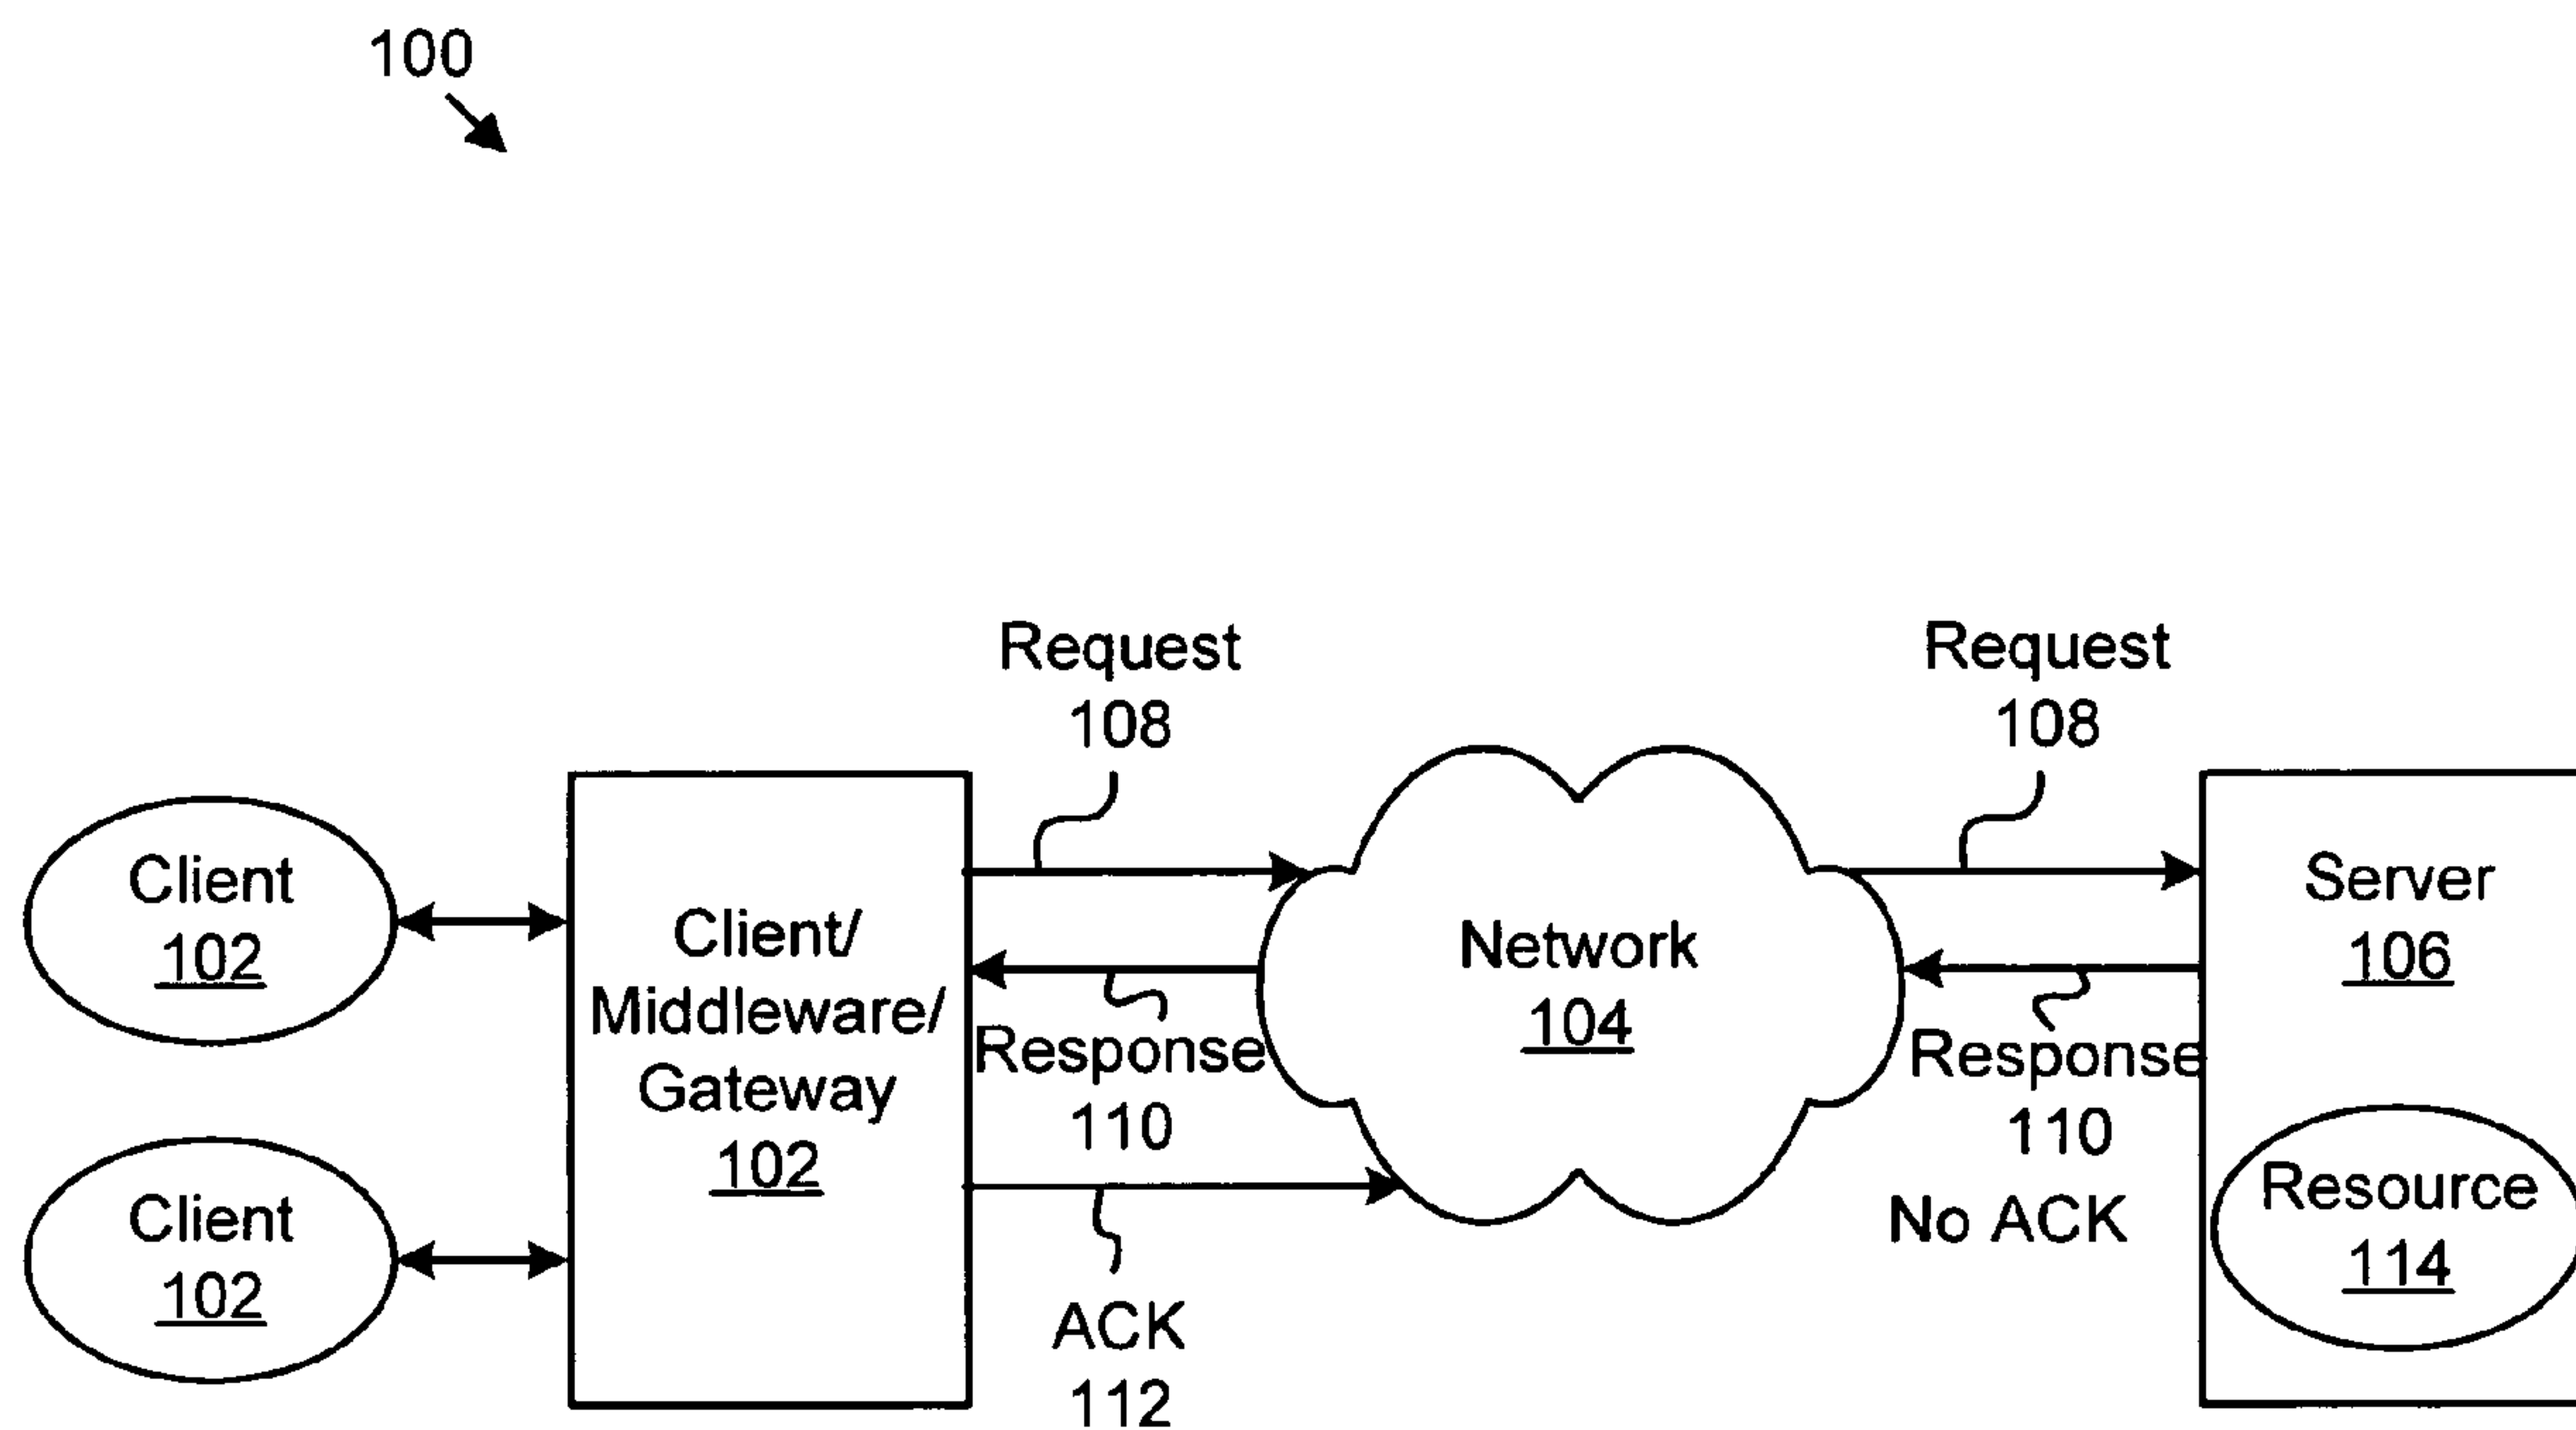 100
Request
108
Request
108
Client
102
Client/
Middleware/
Gateway
102
Network
104
Server
106
Response
110
Response
110
No ACK
Client
102
Resource
114
ACK
112